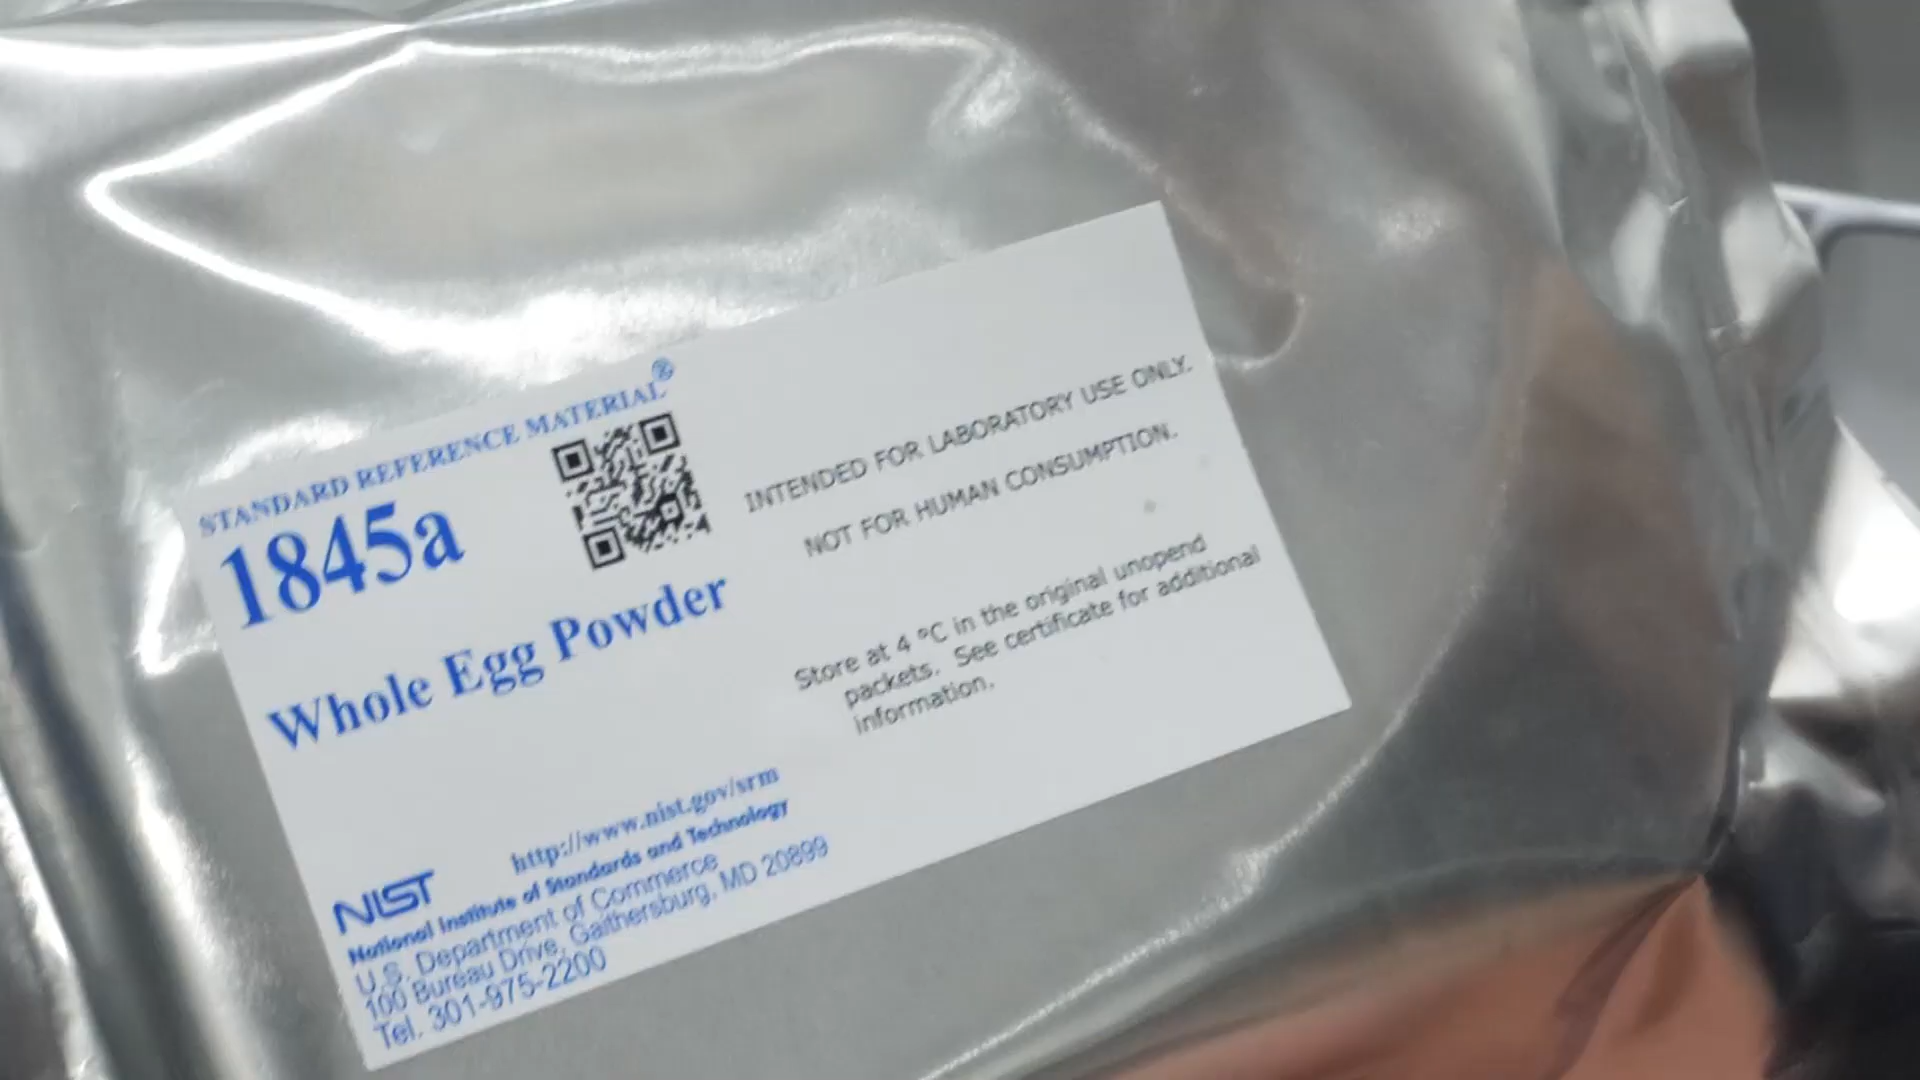 STANDARD REFERENCE MATERIAL®
1845a
Whole Egg Powder
INTENDED FOR LABORATORY USE ONLY.
NOT FOR HUMAN CONSUMPTION.
Store at 4 °C in the original unopend
packets. See certificate for additional
information.
http://www.nist.gov/srm
NIST
National Institute of Standards and Technology
U.S. Department of Commerce
100 Bureau Drive, Gaithersburg, MD 20899
Tel. 301-975-2200